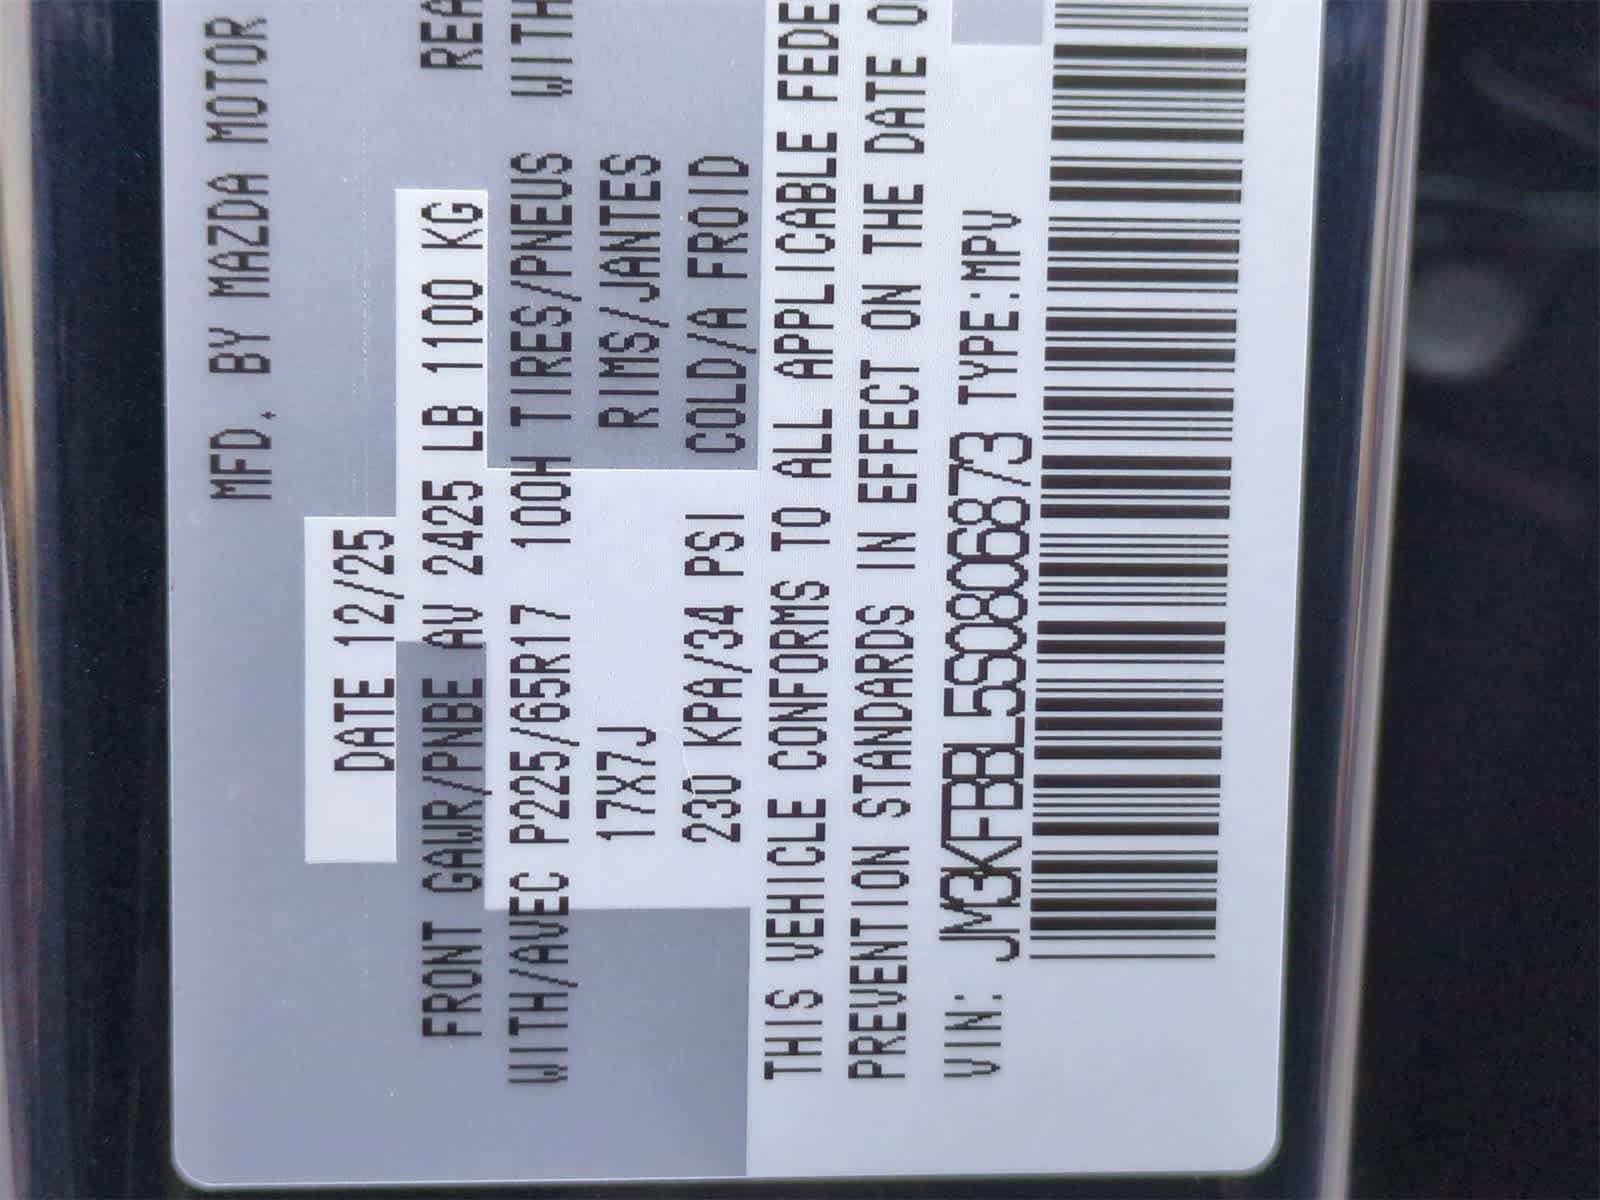 MFD. BY MAZDA MOTOR
DATE 12/25
FRONT GAWR/PNBE AV 2425 LB 1100 KG REA
WITH/AVEC P225/65R17 100H TIRES/PNEUS WITH
17X7J RIMS/JANTES
230 KPA/34 PSI COLD/A FROID
THIS VEHICLE CONFORMS TO ALL APPLICABLE FEDE
PREVENTION STANDARDS IN EFFECT ON THE DATE O
VIN: JM3KFBBL5S0806873 TYPE:MPV